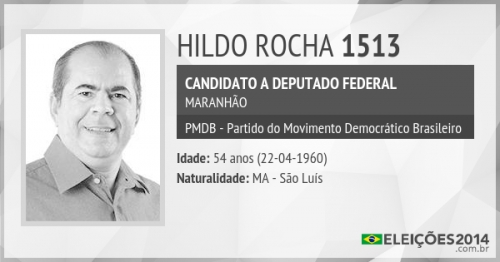 HILDO ROCHA 1513
CANDIDATO A DEPUTADO FEDERAL
MARANHÃO
PMDB - Partido do Movimento Democrático Brasileiro
Idade: 54 anos (22-04-1960)
Naturalidade: MA - São Luís
ELEIÇÕES2014
.com.br